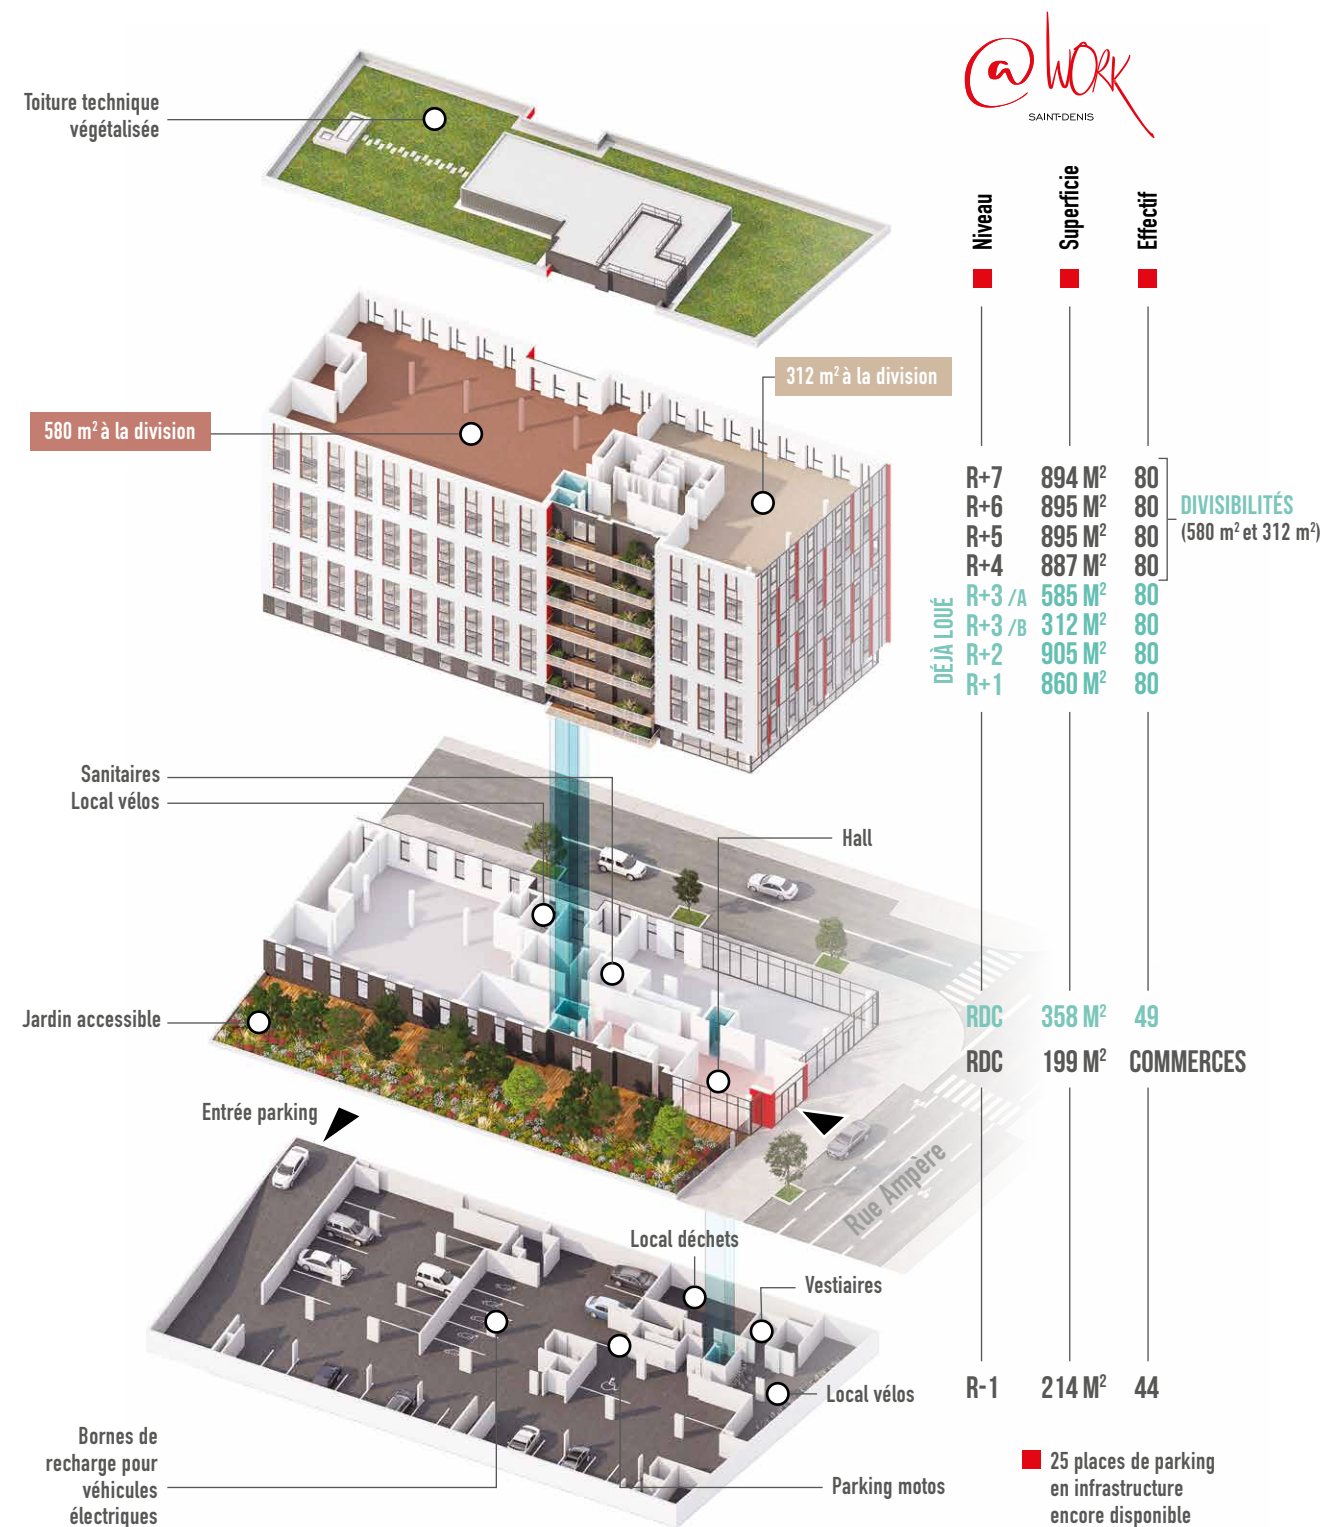 @ WORK
SAINT-DENIS
Toiture technique
végétalisée
Niveau
Superficie
Effectif
312 m² à la division
580 m² à la division
R+7 894 M² 80
R+6 895 M² 80
R+5 895 M² 80
R+4 887 M² 80
DIVISIBILITÉS
(580 m² et 312 m²)
DÉJÀ LOUÉ
R+3 /A 585 M² 80
R+3 /B 312 M² 80
R+2 905 M² 80
R+1 860 M² 80
Sanitaires
Local vélos
Hall
Jardin accessible
RDC 358 M² 49
RDC 199 M² COMMERCES
Entrée parking
Rue Ampère
Local déchets
Vestiaires
Local vélos
R-1 214 M² 44
Bornes de
recharge pour
véhicules
électriques
Parking motos
25 places de parking
en infrastructure
encore disponible